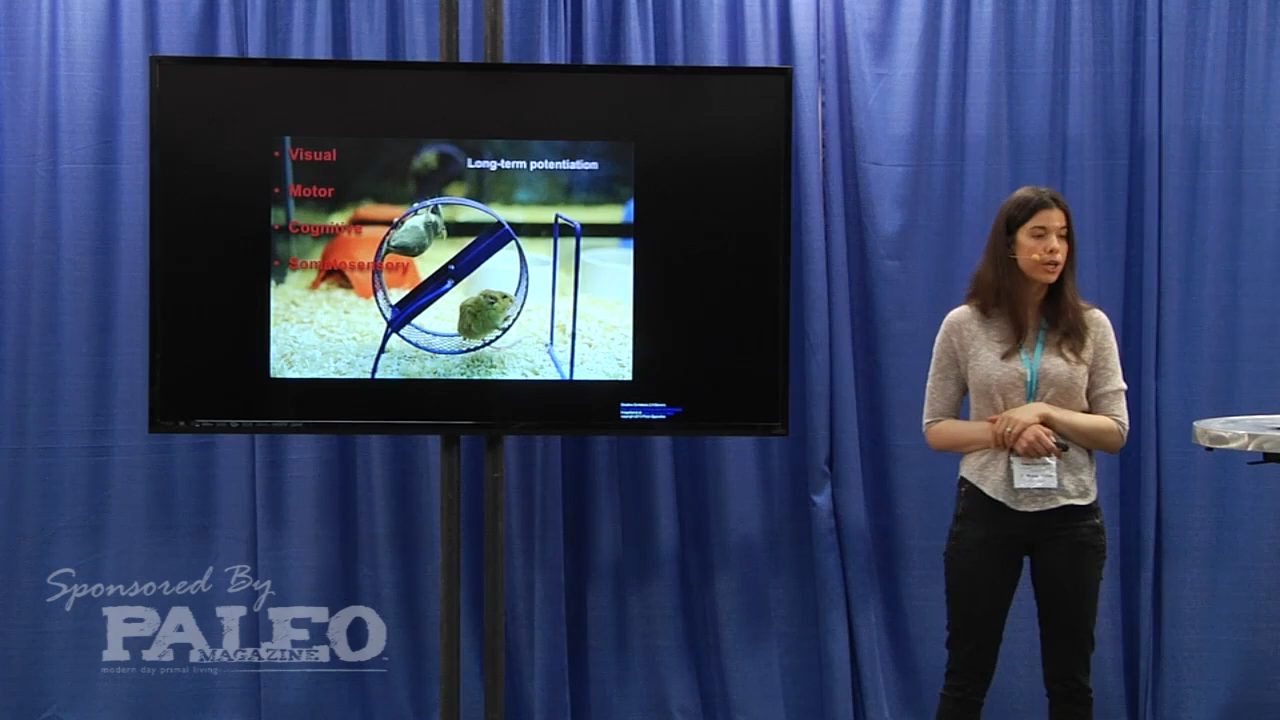 • Visual
Long-term potentiation
• Motor
• Cognitive
• Somatosensory
Sponsored By
PALEO
MAGAZINE
modern day primal living